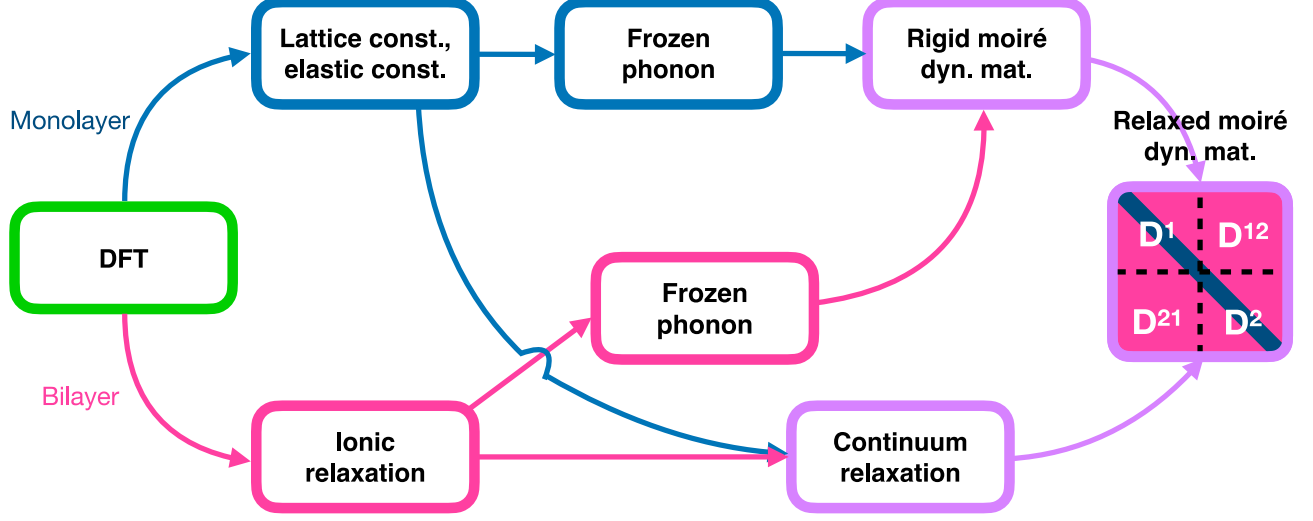 Lattice const.,
elastic const.
Frozen
phonon
Rigid moiré
dyn. mat.
Monolayer
Relaxed moiré
dyn. mat.
DFT
D¹
D¹²
D²¹
D²
Frozen
phonon
Bilayer
Ionic
relaxation
Continuum
relaxation